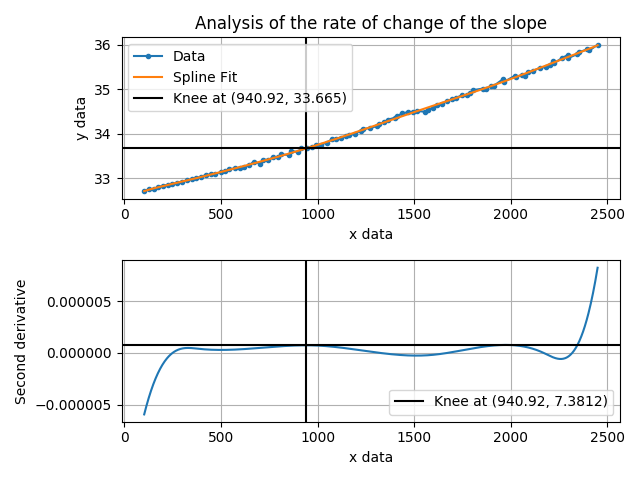 Analysis of the rate of change of the slope
36
35
34
33
y data
Data
Spline Fit
Knee at (940.92, 33.665)
0 500 1000 1500 2000 2500
x data
0.000005
0.000000
−0.000005
Second derivative
Knee at (940.92, 7.3812)
0 500 1000 1500 2000 2500
x data